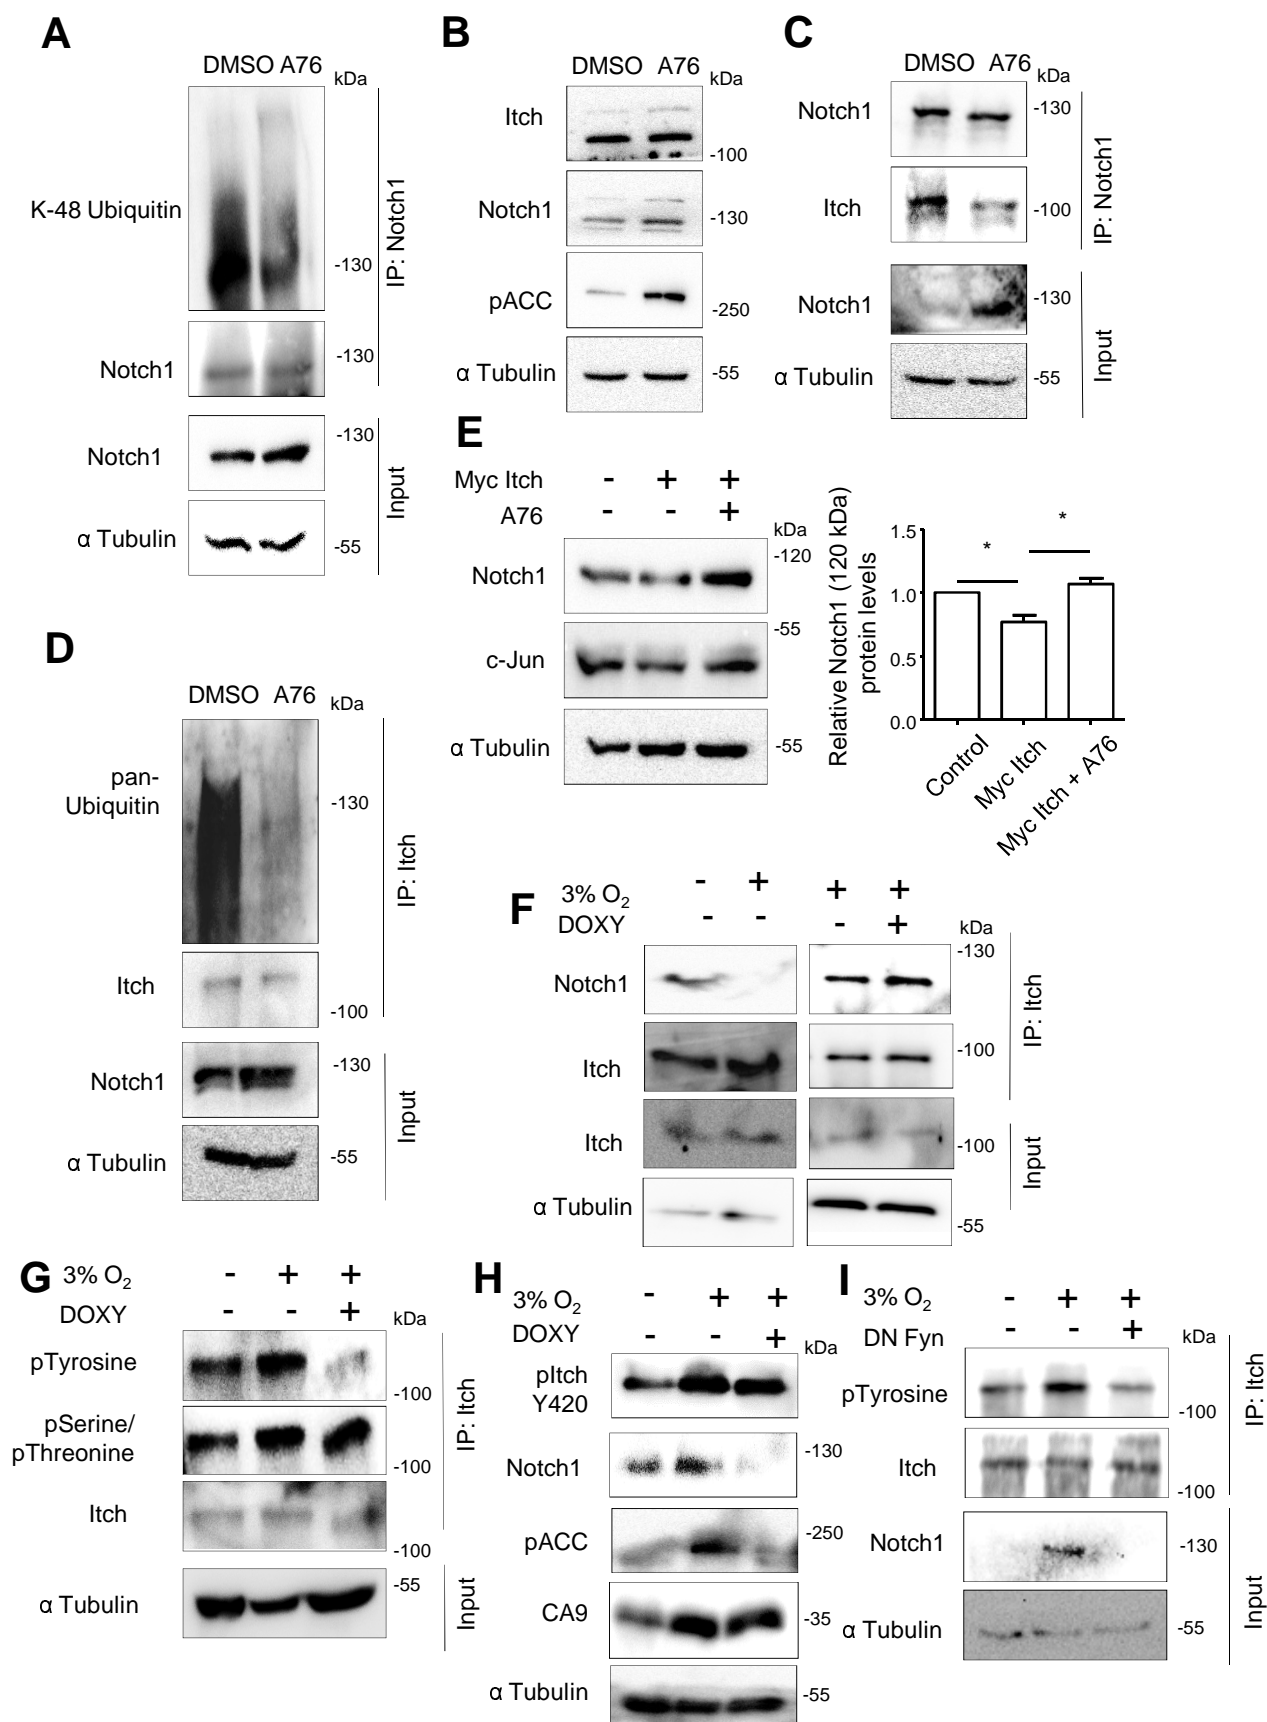 A
DMSO A76
kDa
K-48 Ubiquitin
-130
IP: Notch1
Notch1
-130
Notch1
-130
Input
α Tubulin
-55
B
DMSO A76
kDa
Itch
-100
Notch1
-130
pACC
-250
α Tubulin
-55
C
DMSO A76
kDa
Notch1
-130
IP: Notch1
Itch
-100
Notch1
-130
Input
α Tubulin
-55
D
DMSO A76
kDa
pan-
Ubiquitin
-130
IP: Itch
Itch
-100
Notch1
-130
Input
α Tubulin
-55
E
Myc Itch - + +
A76 - - +
kDa
Notch1
-120
c-Jun
-55
α Tubulin
-55
Relative Notch1 (120 kDa)
protein levels
1.5
1.0
0.5
0.0
*
*
Control
Myc Itch
Myc Itch + A76
F
3% O2 - + + +
DOXY - - - +
kDa
Notch1
-130
IP: Itch
Itch
-100
Itch
-100
Input
α Tubulin
-55
G
3% O2 - + +
DOXY - - +
kDa
pTyrosine
-100
IP: Itch
pSerine/
pThreonine
-100
Itch
-100
α Tubulin
-55
Input
H
3% O2 - + +
DOXY - - +
kDa
pItch
Y420
Notch1
-130
pACC
-250
CA9
-35
α Tubulin
-55
I
3% O2 - + +
DN Fyn - - +
kDa
pTyrosine
-100
IP: Itch
Itch
-100
Notch1
-130
Input
α Tubulin
-55